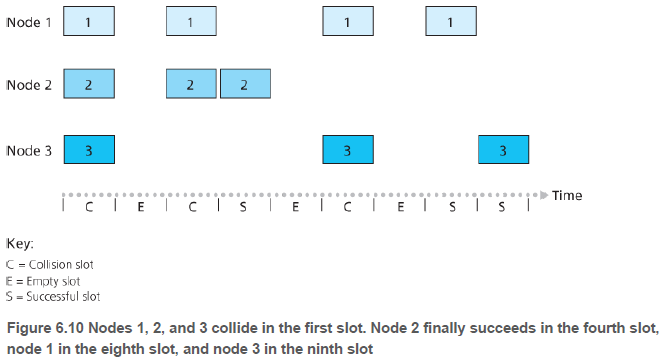 Node 1 1 1 1 1
Node 2 2 2 2
Node 3 3 3 3
Time
C E C S E C E S S
Key:
C = Collision slot
E = Empty slot
S = Successful slot
Figure 6.10 Nodes 1, 2, and 3 collide in the first slot. Node 2 finally succeeds in the fourth slot,
node 1 in the eighth slot, and node 3 in the ninth slot